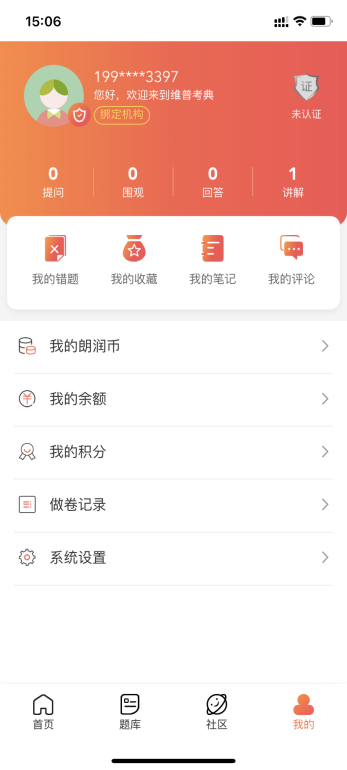 15:06
199****3397
您好，欢迎来到维普考典
绑定机构
证
未认证
0 0 0 1
提问 围观 回答 讲解
我的错题 我的收藏 我的笔记 我的评论
我的朗润币
我的余额
我的积分
做卷记录
系统设置
首页 题库 社区 我的